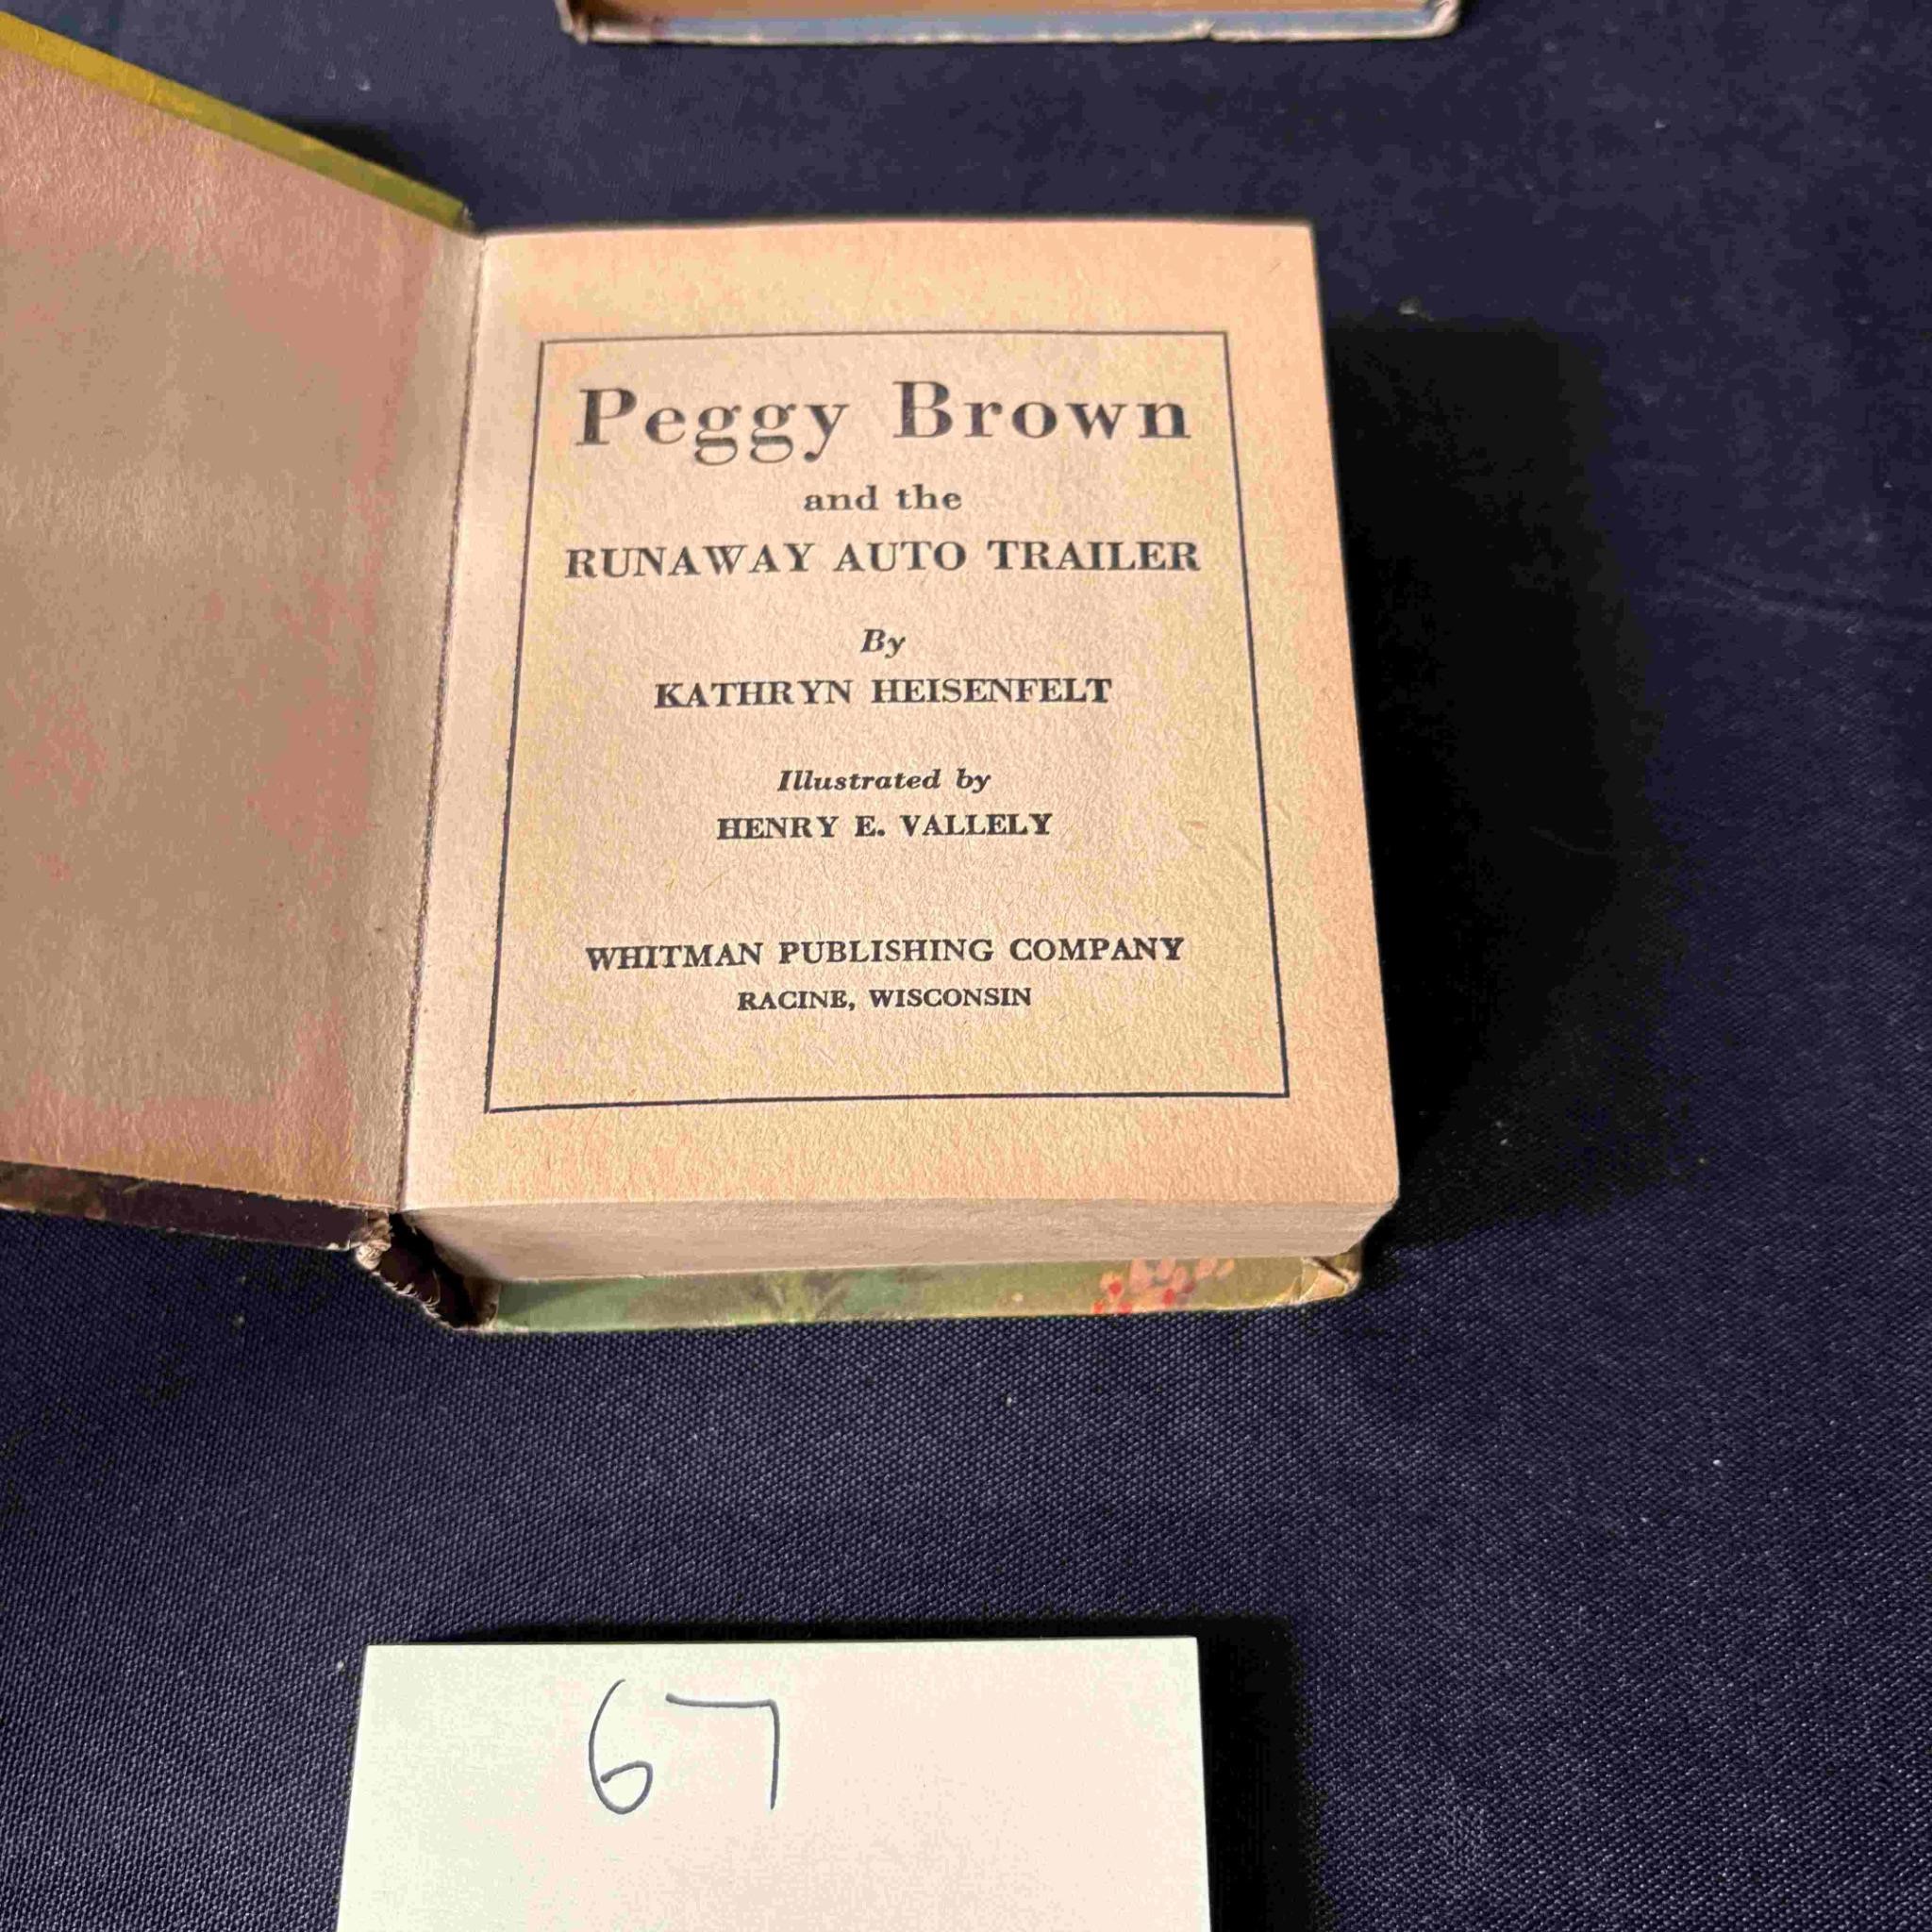 Peggy Brown
and the
RUNAWAY AUTO TRAILER
By
KATHRYN HEISENFELT
Illustrated by
HENRY E. VALLELY
WHITMAN PUBLISHING COMPANY
RACINE, WISCONSIN
67